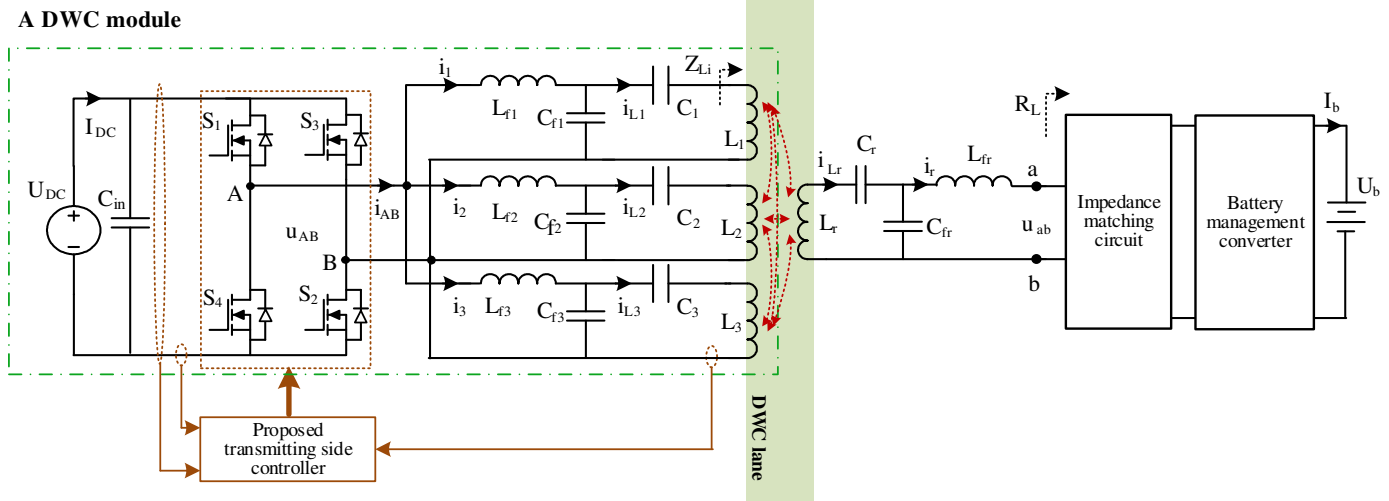 A DWC module
I_DC
U_DC
C_in
S_1
S_3
S_4
S_2
A
B
u_AB
i_AB
i_1
L_f1
C_f1
i_L1
C_1
Z_Li
L_1
i_2
L_f2
C_f2
i_L2
C_2
L_2
i_3
L_f3
C_f3
i_L3
C_3
L_3
DWC lane
L_r
i_Lr
C_r
C_fr
i_r
L_fr
R_L
a
u_ab
b
Impedance
matching
circuit
Battery
management
converter
I_b
U_b
Proposed
transmitting side
controller